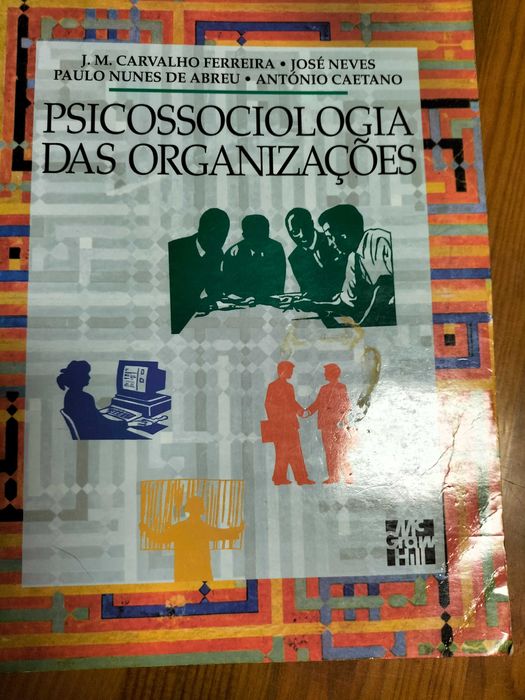 J. M. CARVALHO FERREIRA • JOSÉ NEVES
PAULO NUNES DE ABREU • ANTÓNIO CAETANO
PSICOSSOCIOLOGIA
DAS ORGANIZAÇÕES
Mc
Graw
Hill